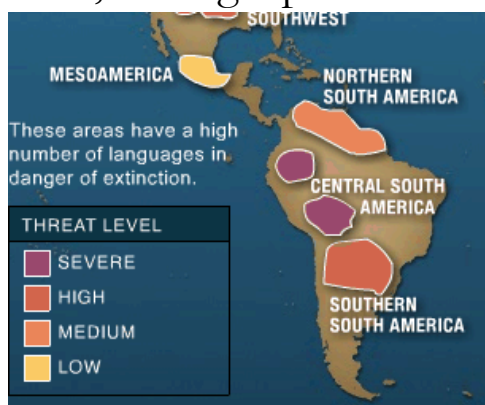 SOUTHWEST
MESOAMERICA
NORTHERN
SOUTH AMERICA
These areas have a high
number of languages in
danger of extinction.
CENTRAL SOUTH
AMERICA
THREAT LEVEL
SEVERE
HIGH
MEDIUM
LOW
SOUTHERN
SOUTH AMERICA